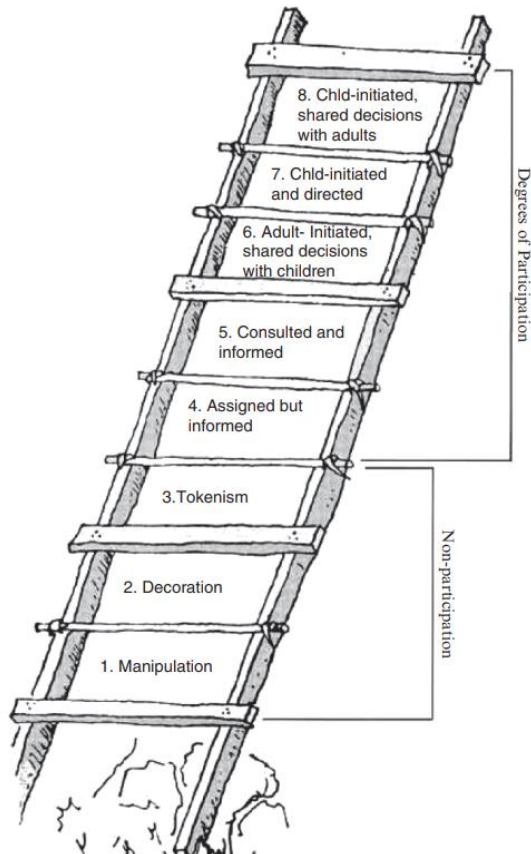 8. Chld-initiated,
shared decisions
with adults
7. Chld-initiated
and directed
6. Adult- Initiated,
shared decisions
with children
5. Consulted and
informed
4. Assigned but
informed
3.Tokenism
2. Decoration
1. Manipulation
Degrees of Participation
Non-participation